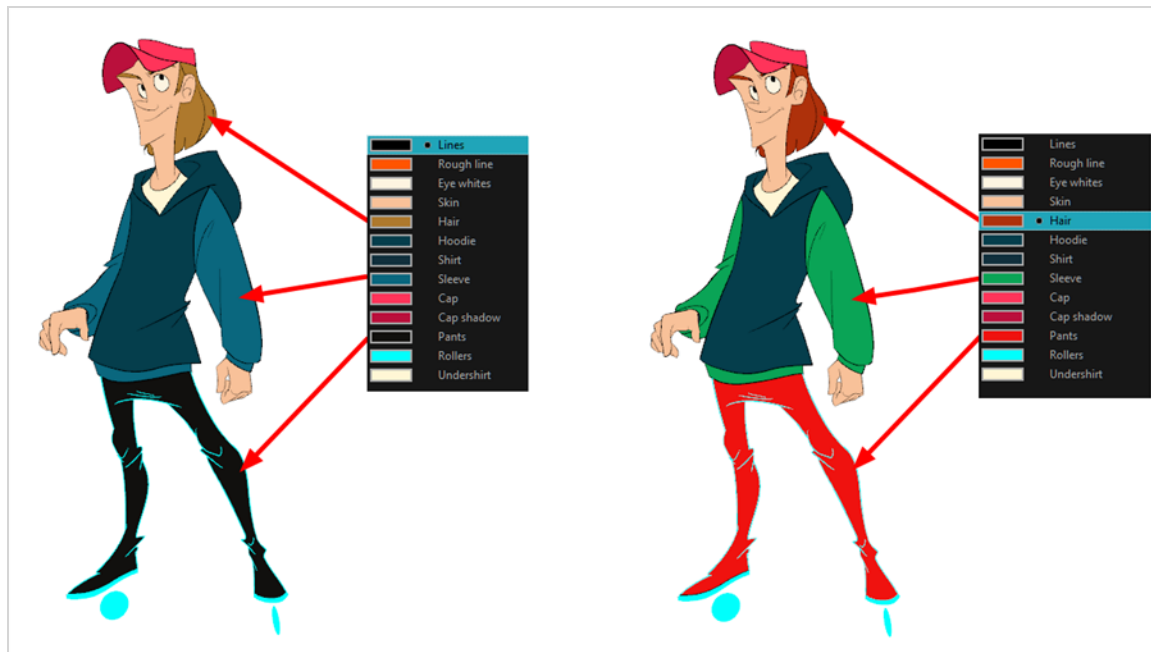 Lines
Rough line
Eye whites
Skin
Hair
Hoodie
Shirt
Sleeve
Cap
Cap shadow
Pants
Rollers
Undershirt
Lines
Rough line
Eye whites
Skin
Hair
Hoodie
Shirt
Sleeve
Cap
Cap shadow
Pants
Rollers
Undershirt